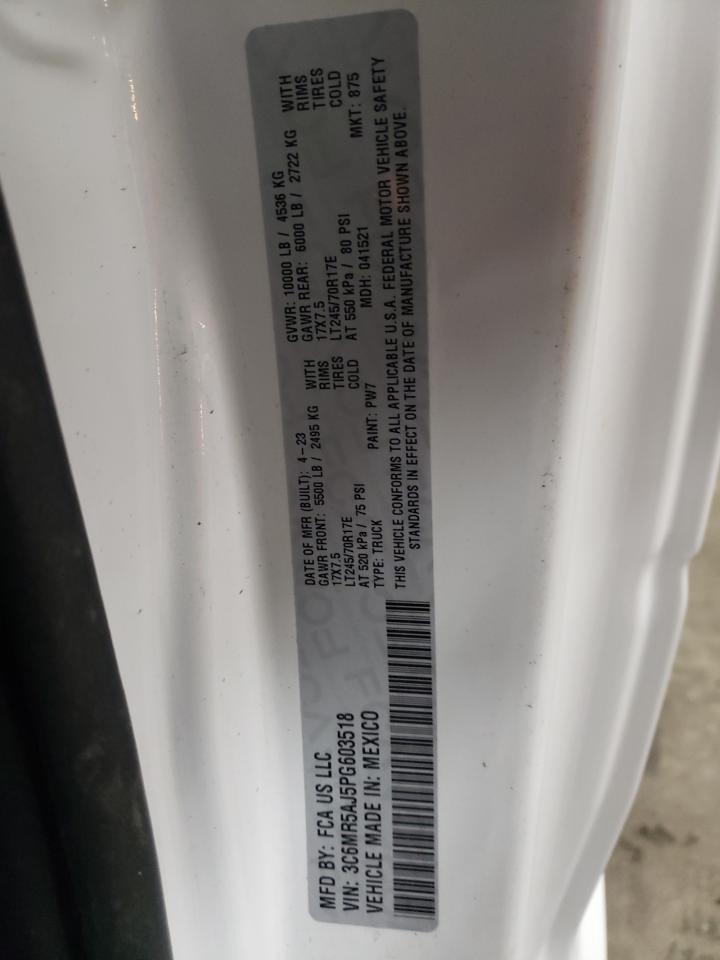 MFD BY: FCA US LLC
VIN: 3C6MR5AJ5PG603518
VEHICLE MADE IN: MEXICO
DATE OF MFR (BUILT): 4-23 GVWR: 10000 LB / 4536 KG
GAWR FRONT: 5500 LB / 2495 KG WITH GAWR REAR: 6000 LB / 2722 KG WITH
17X7.5 RIMS 17X7.5 RIMS
LT245/70R17E TIRES LT245/70R17E TIRES
AT 520 kPa / 75 PSI COLD AT 550 kPa / 80 PSI COLD
TYPE: TRUCK PAINT: PW7 MDH: 041521 MKT: 875
THIS VEHICLE CONFORMS TO ALL APPLICABLE U.S.A. FEDERAL MOTOR VEHICLE SAFETY
STANDARDS IN EFFECT ON THE DATE OF MANUFACTURE SHOWN ABOVE.